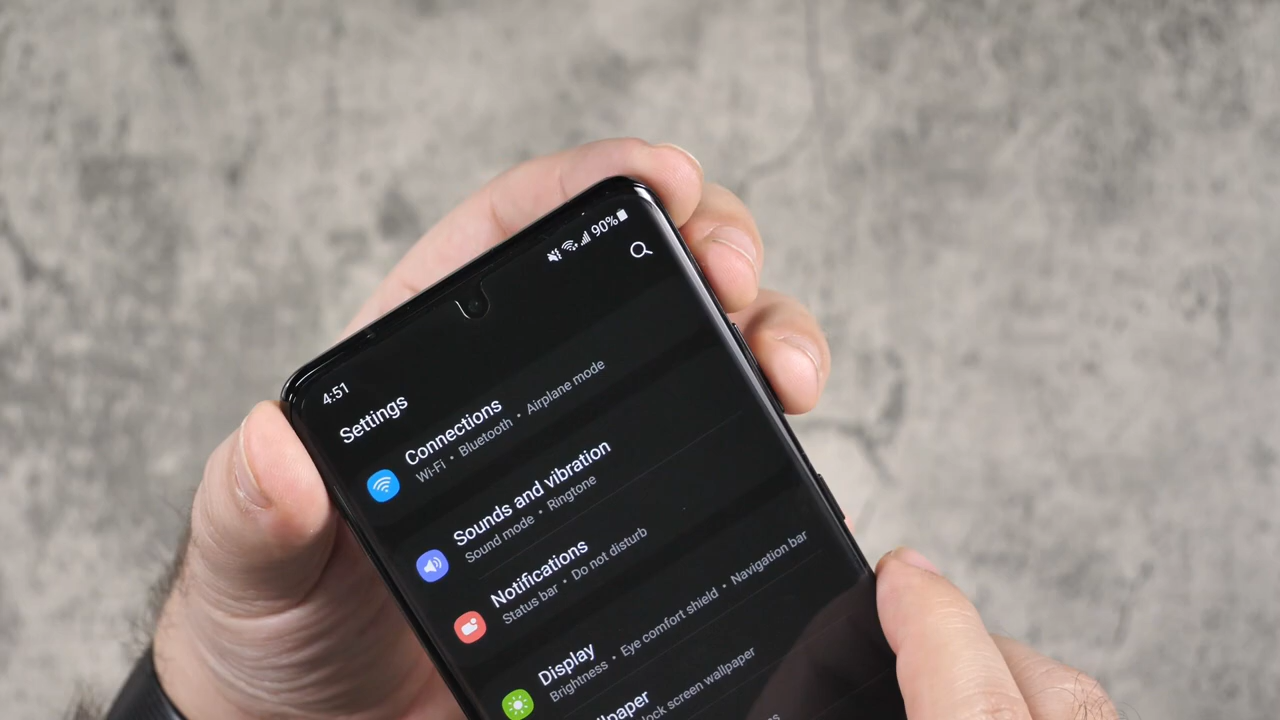 4:51
90%
Settings
Connections
Wi-Fi • Bluetooth • Airplane mode
Sounds and vibration
Sound mode • Ringtone
Notifications
Status bar • Do not disturb
Display
Brightness • Eye comfort shield • Navigation bar
lock screen wallpaper